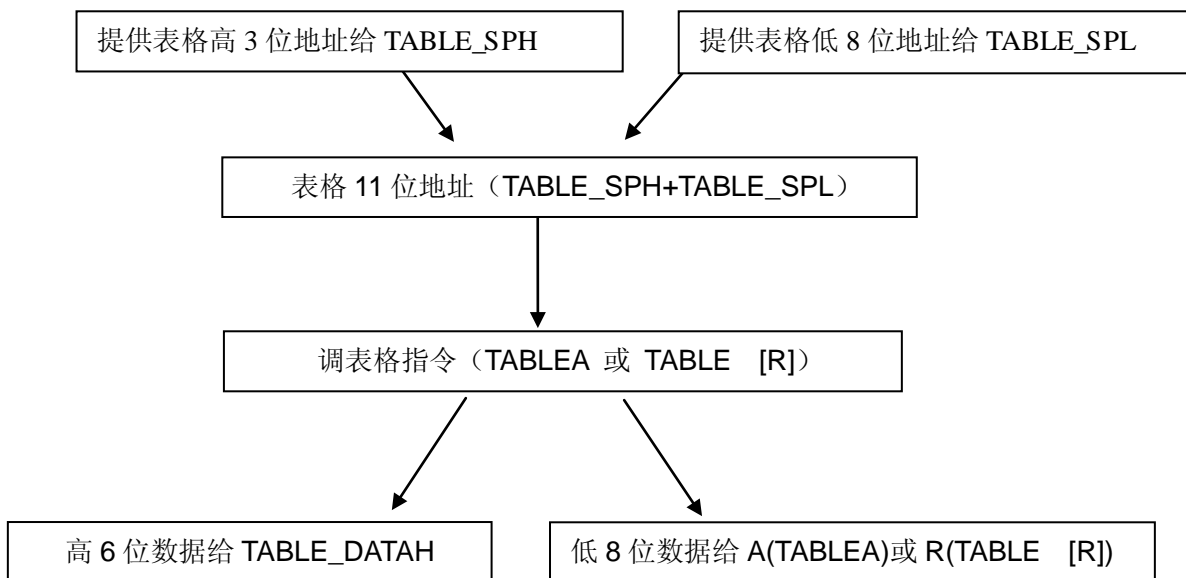 提供表格高 3 位地址给 TABLE_SPH
提供表格低 8 位地址给 TABLE_SPL
表格 11 位地址（TABLE_SPH+TABLE_SPL）
调表格指令（TABLEA 或 TABLE [R]）
高 6 位数据给 TABLE_DATAH
低 8 位数据给 A(TABLEA)或 R(TABLE [R])